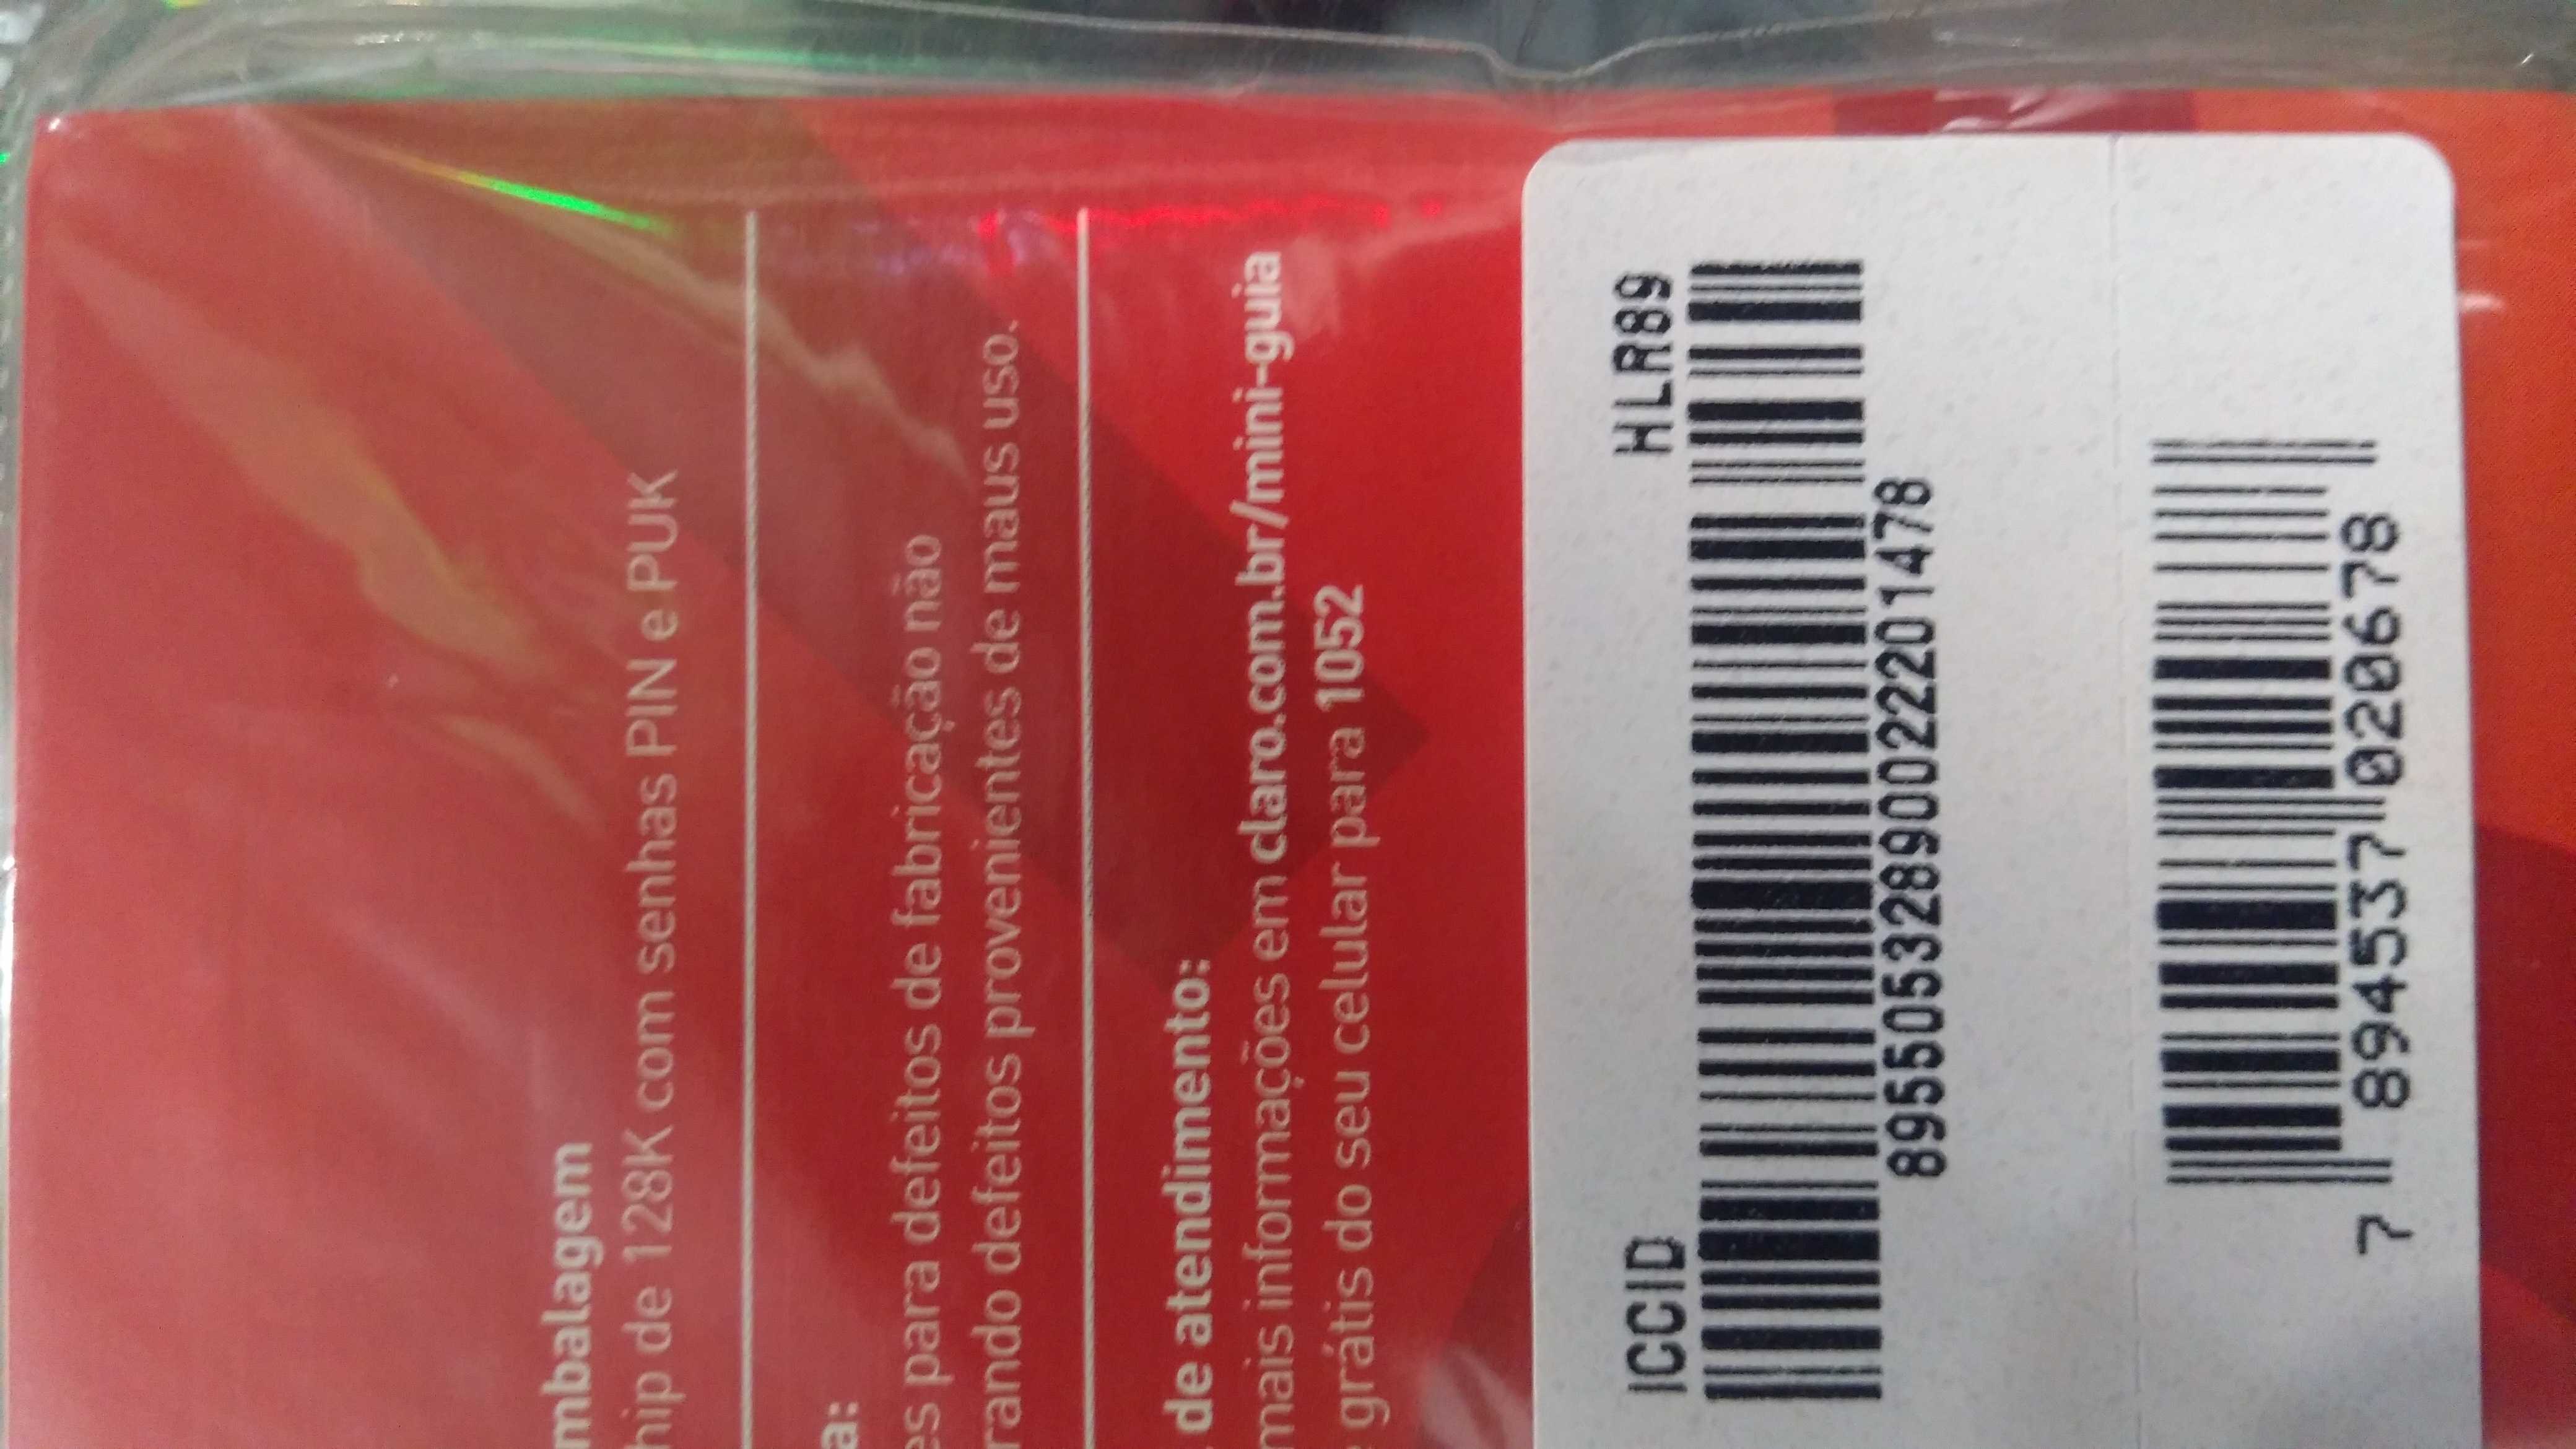 mbalagem
hip de 128K com senhas PIN e PUK
a:
es para defeitos de fabricação não
rando defeitos provenientes de maus uso.
de atendimento:
mais informações em claro.com.br/mini-guia
grátis do seu celular para 1052
ICCID HLR89
89550532890022201478
7 894537 020678